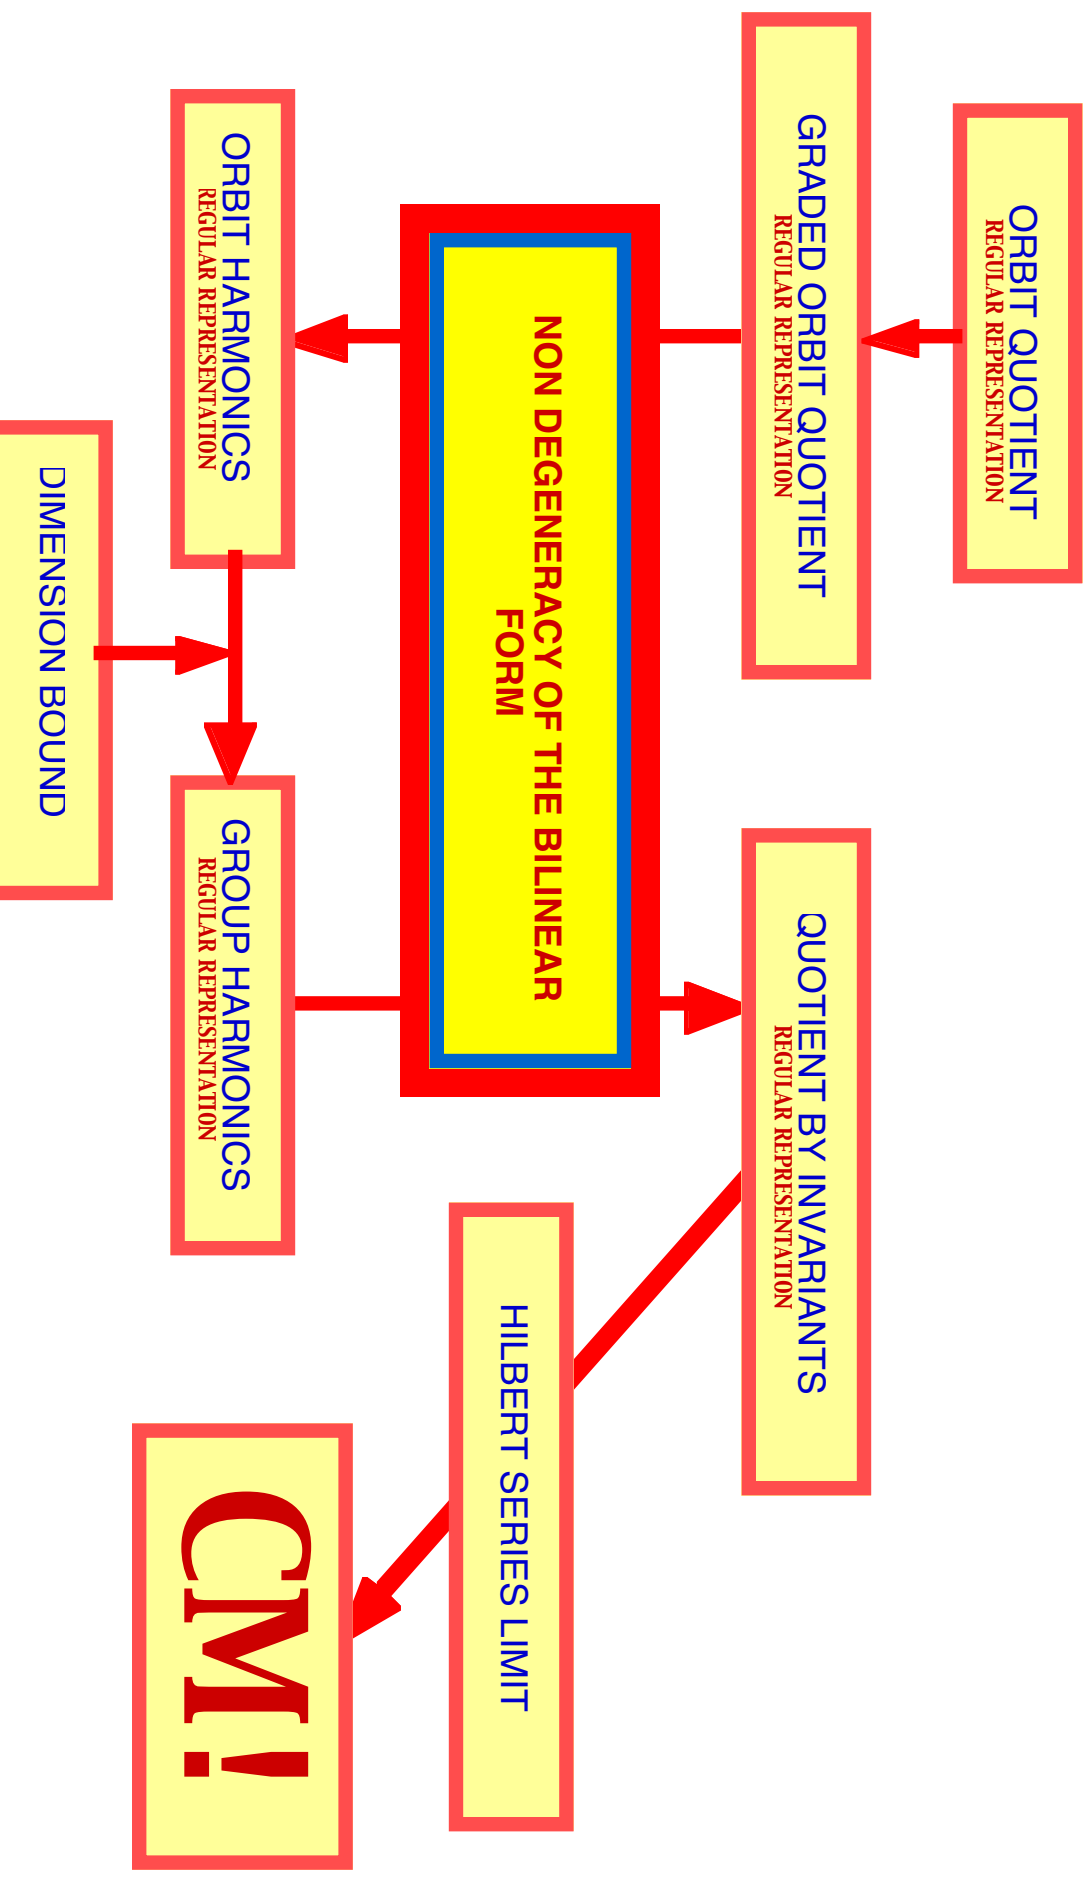 ORBIT QUOTIENT
REGULAR REPRESENTATION
GRADED ORBIT QUOTIENT
REGULAR REPRESENTATION
QUOTIENT BY INVARIANTS
REGULAR REPRESENTATION
NON DEGENERACY OF THE BILINEAR
FORM
HILBERT SERIES LIMIT
ORBIT HARMONICS
REGULAR REPRESENTATION
GROUP HARMONICS
REGULAR REPRESENTATION
CM!
DIMENSION BOUND